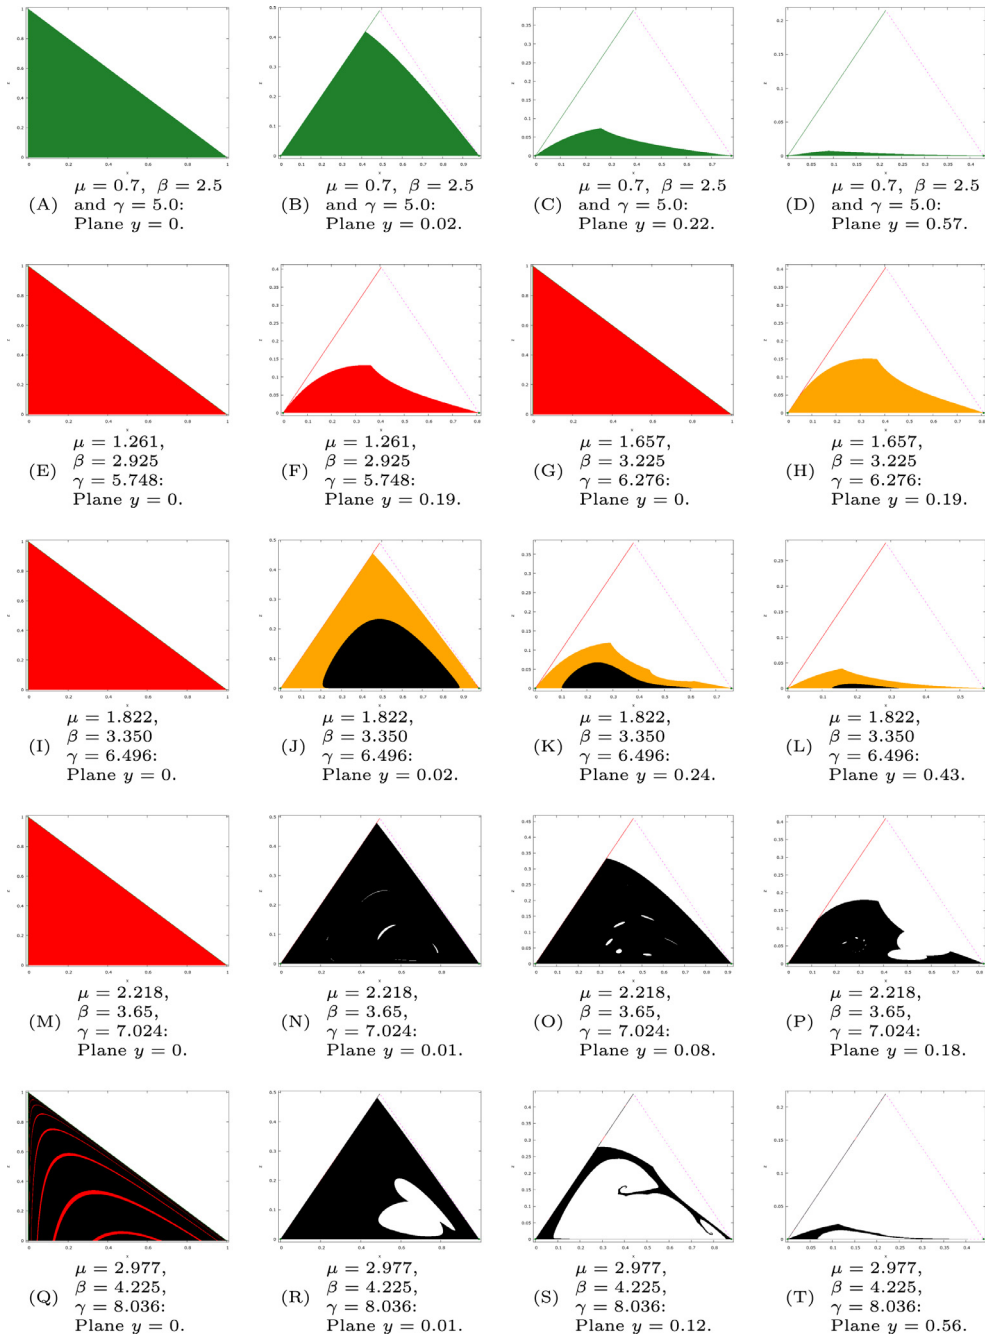 (A) μ = 0.7, β = 2.5
and γ = 5.0:
Plane y = 0.
(B) μ = 0.7, β = 2.5
and γ = 5.0:
Plane y = 0.02.
(C) μ = 0.7, β = 2.5
and γ = 5.0:
Plane y = 0.22.
(D) μ = 0.7, β = 2.5
and γ = 5.0:
Plane y = 0.57.
(E) μ = 1.261,
β = 2.925
γ = 5.748:
Plane y = 0.
(F) μ = 1.261,
β = 2.925
γ = 5.748:
Plane y = 0.19.
(G) μ = 1.657,
β = 3.225
γ = 6.276:
Plane y = 0.
(H) μ = 1.657,
β = 3.225
γ = 6.276:
Plane y = 0.19.
(I) μ = 1.822,
β = 3.350
γ = 6.496:
Plane y = 0.
(J) μ = 1.822,
β = 3.350
γ = 6.496:
Plane y = 0.02.
(K) μ = 1.822,
β = 3.350
γ = 6.496:
Plane y = 0.24.
(L) μ = 1.822,
β = 3.350
γ = 6.496:
Plane y = 0.43.
(M) μ = 2.218,
β = 3.65,
γ = 7.024:
Plane y = 0.
(N) μ = 2.218,
β = 3.65,
γ = 7.024:
Plane y = 0.01.
(O) μ = 2.218,
β = 3.65,
γ = 7.024:
Plane y = 0.08.
(P) μ = 2.218,
β = 3.65,
γ = 7.024:
Plane y = 0.18.
(Q) μ = 2.977,
β = 4.225,
γ = 8.036:
Plane y = 0.
(R) μ = 2.977,
β = 4.225,
γ = 8.036:
Plane y = 0.01.
(S) μ = 2.977,
β = 4.225,
γ = 8.036:
Plane y = 0.12.
(T) μ = 2.977,
β = 4.225,
γ = 8.036:
Plane y = 0.56.